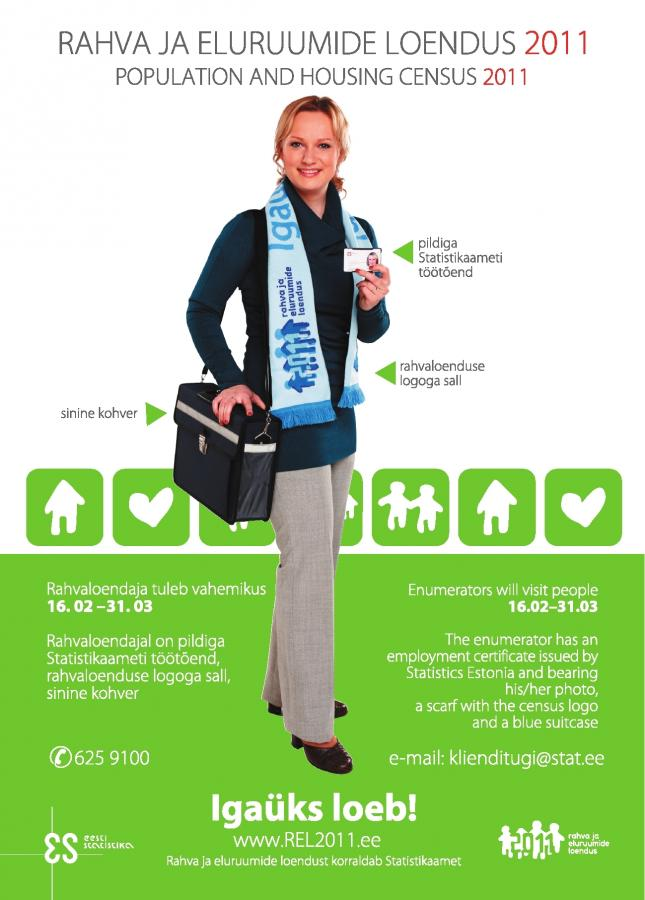 RAHVA JA ELURUUMIDE LOENDUS 2011
POPULATION AND HOUSING CENSUS 2011
Igaü
rahva ja
eluruumide
loendus
2011
pildiga
Statistikaameti
töötõend
rahvaloenduse
logoga sall
sinine kohver
Rahvaloendaja tuleb vahemikus
16. 02 –31. 03
Rahvaloendajal on pildiga
Statistikaameti töötõend,
rahvaloenduse logoga sall,
sinine kohver
✆625 9100
Enumerators will visit people
16.02–31.03
The enumerator has an
employment certificate issued by
Statistics Estonia and bearing
his/her photo,
a scarf with the census logo
and a blue suitcase
e-mail: klienditugi@stat.ee
Igaüks loeb!
www.REL2011.ee
Rahva ja eluruumide loendust korraldab Statistikaamet
ES
eesti
statistika
2011
rahva ja
eluruumide
loendus